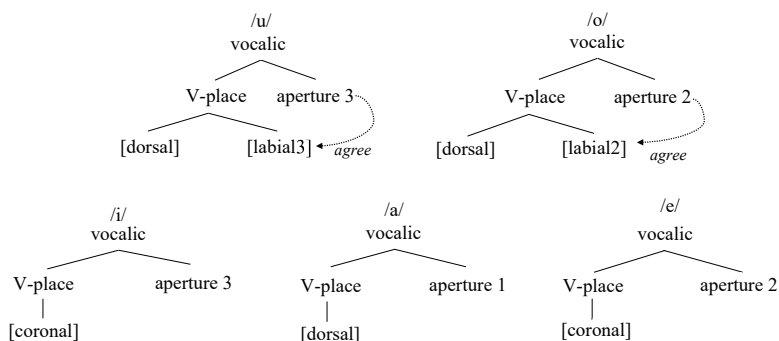 /u/
vocalic
V-place aperture 3
[dorsal] [labial3] agree
/o/
vocalic
V-place aperture 2
[dorsal] [labial2] agree
/i/
vocalic
V-place aperture 3
[coronal]
/a/
vocalic
V-place aperture 1
[dorsal]
/e/
vocalic
V-place aperture 2
[coronal]